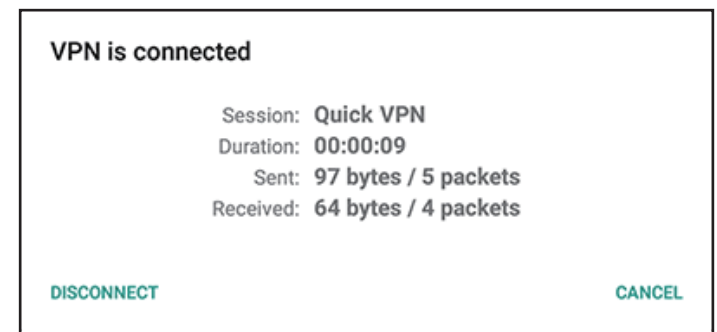 VPN is connected
Session: Quick VPN
Duration: 00:00:09
Sent: 97 bytes / 5 packets
Received: 64 bytes / 4 packets
DISCONNECT CANCEL